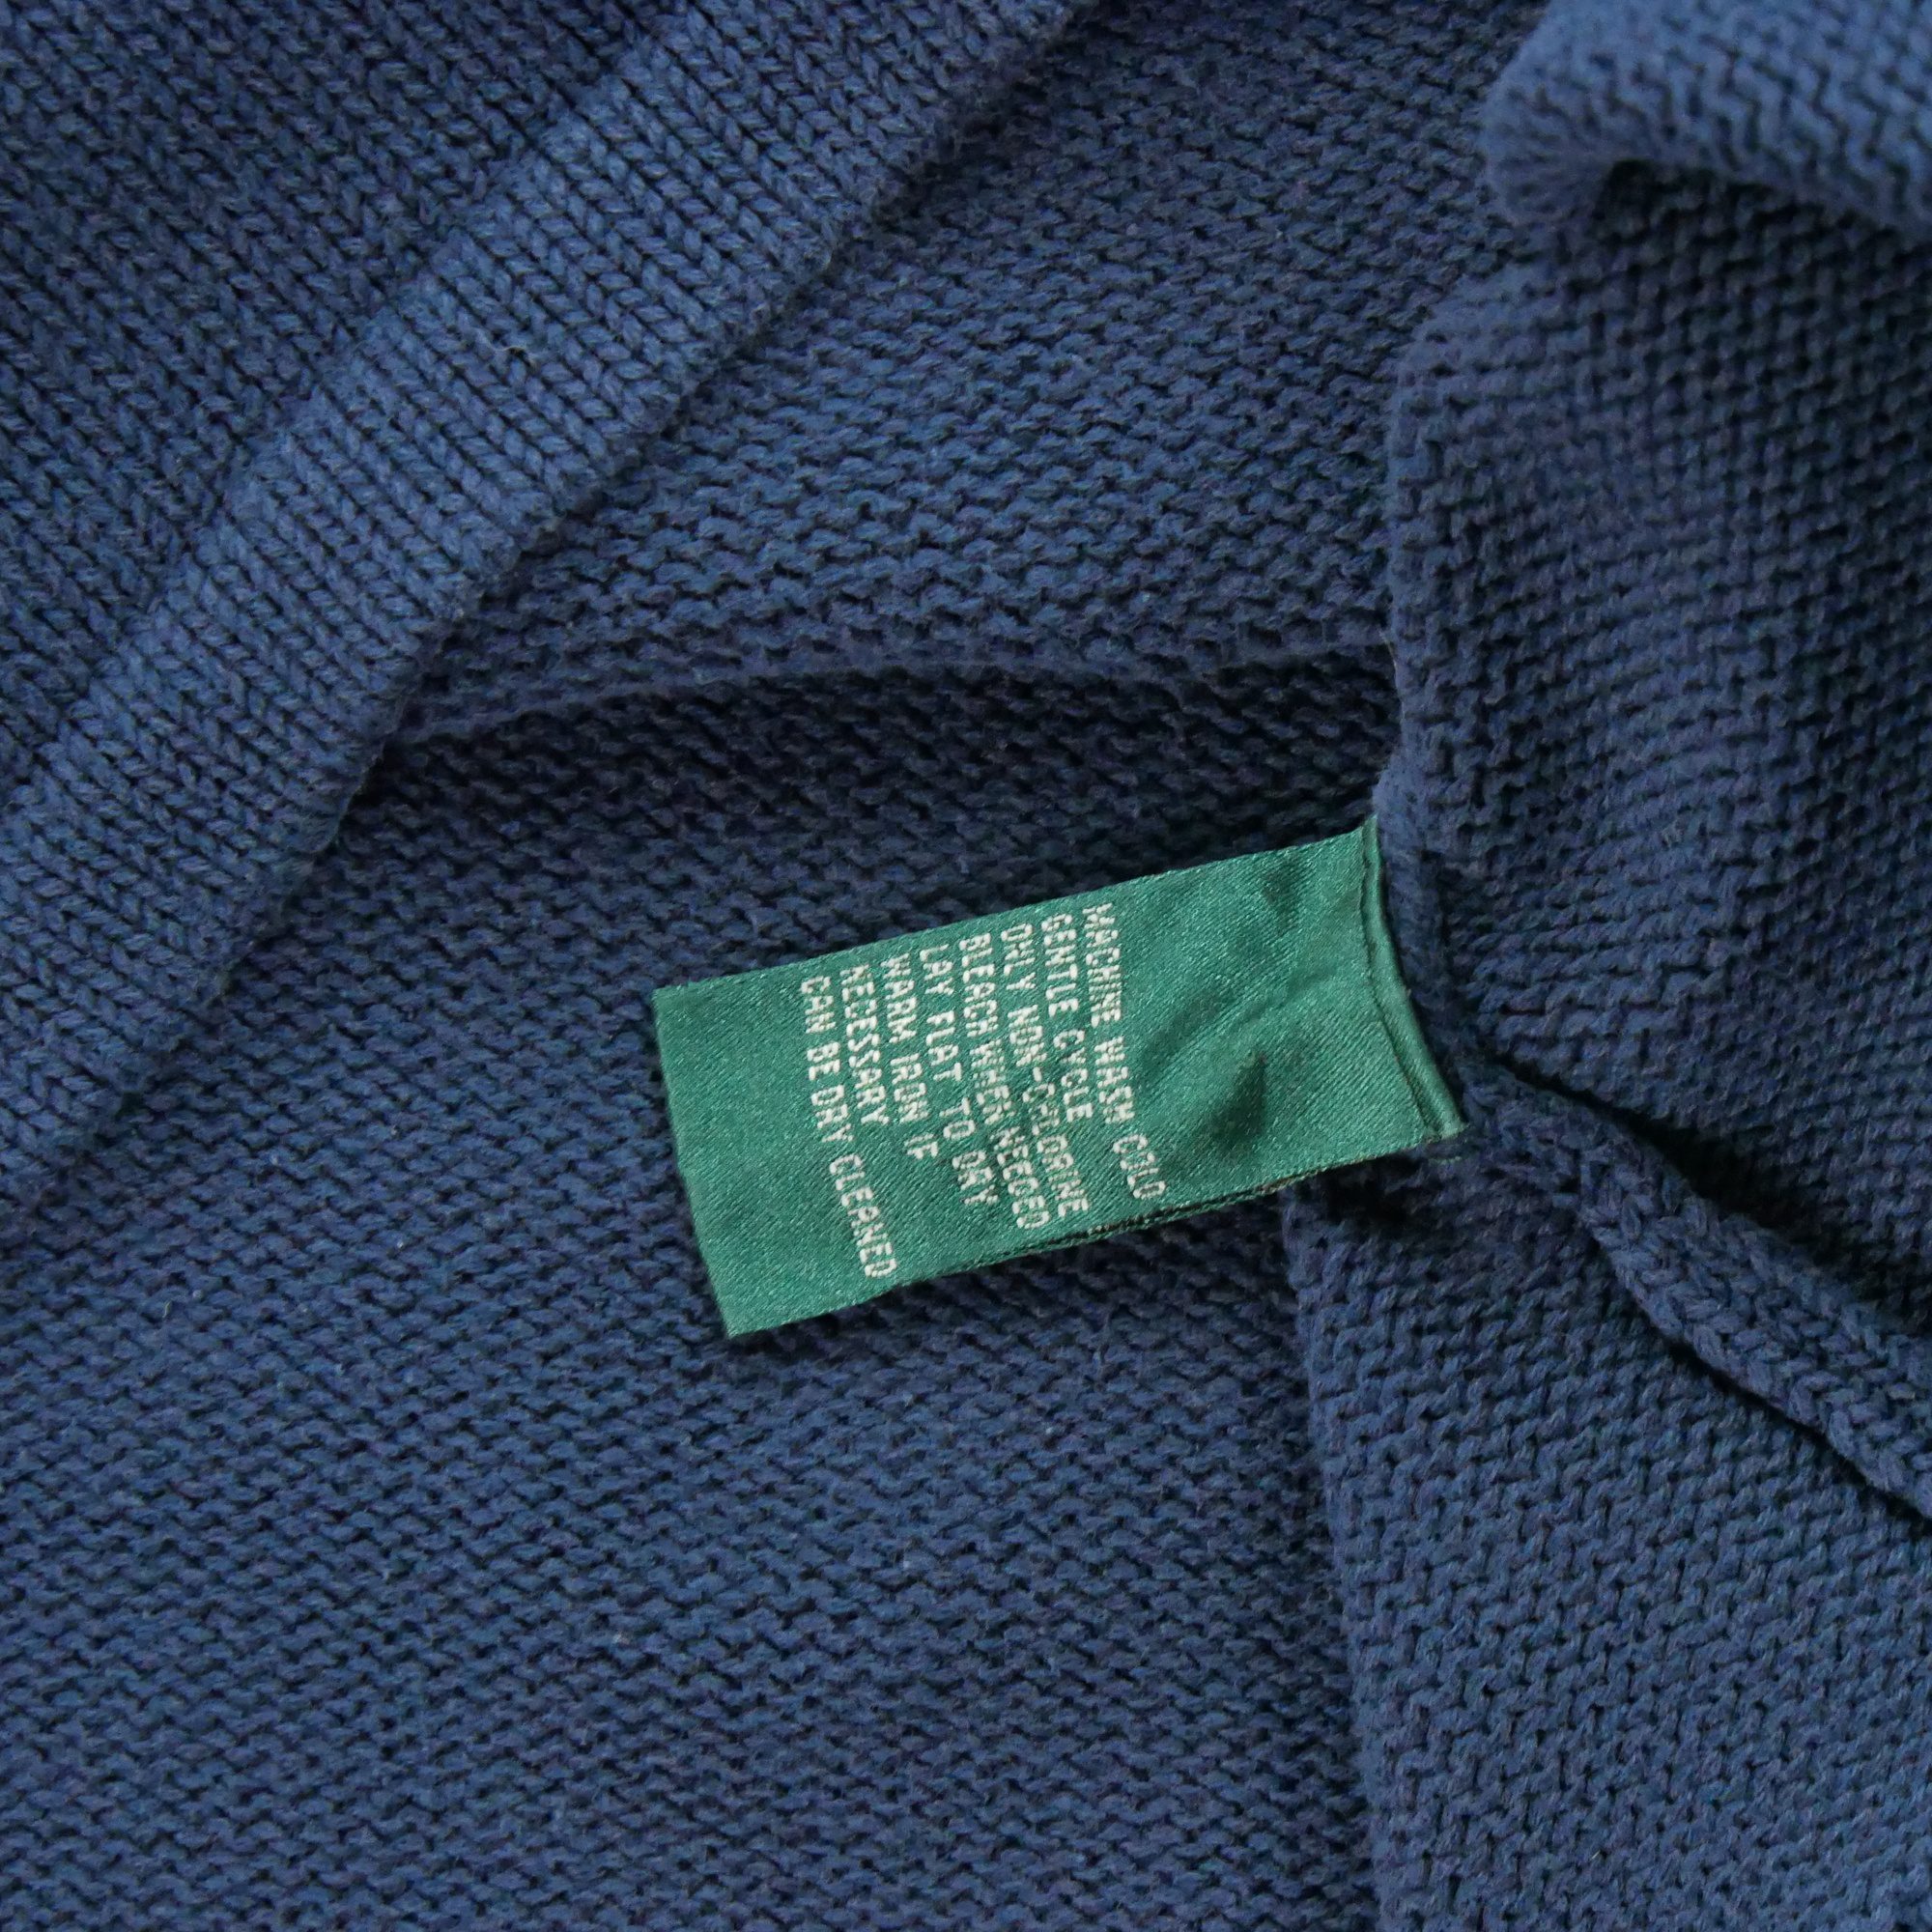 MACHINE WASH COLD
GENTLE CYCLE
ONLY NON-CHLORINE
BLEACH WHEN NEEDED
LAY FLAT TO DRY
WARM IRON IF
NECESSARY
CAN BE DRY CLEANED